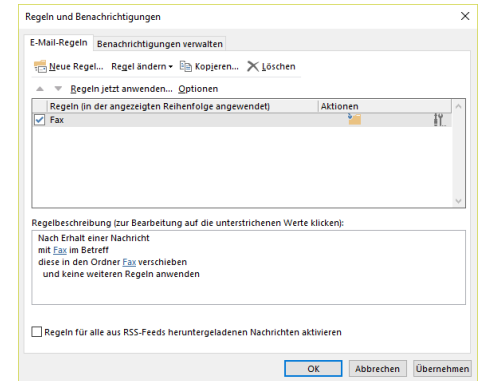 Regeln und Benachrichtigungen
E-Mail-Regeln Benachrichtigungen verwalten
Neue Regel... Regel ändern Kopieren... Löschen
Regeln jetzt anwenden... Optionen
Regeln (in der angezeigten Reihenfolge angewendet) Aktionen
Fax
Regelbeschreibung (zur Bearbeitung auf die unterstrichenen Werte klicken):
Nach Erhalt einer Nachricht
mit Fax im Betreff
diese in den Ordner Fax verschieben
und keine weiteren Regeln anwenden
Regeln für alle aus RSS-Feeds heruntergeladenen Nachrichten aktivieren
OK Abbrechen Übernehmen